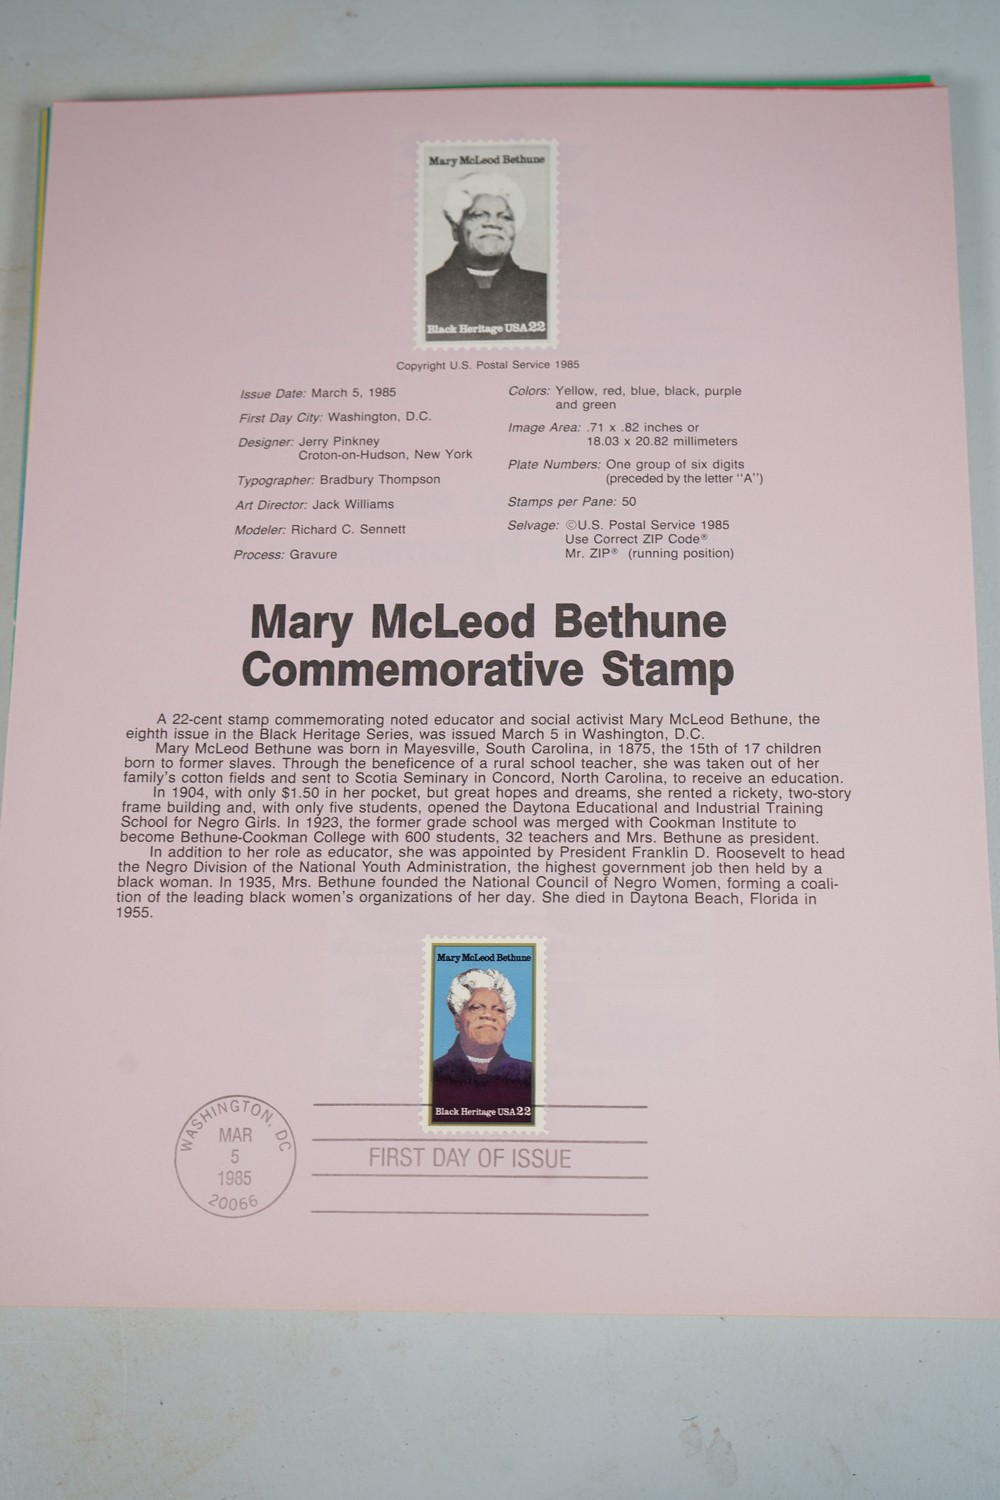 Mary McLeod Bethune
Black Heritage USA 22
Copyright U.S. Postal Service 1985
Issue Date: March 5, 1985
First Day City: Washington, D.C.
Designer: Jerry Pinkney
Croton-on-Hudson, New York
Typographer: Bradbury Thompson
Art Director: Jack Williams
Modeler: Richard C. Sennett
Process: Gravure
Colors: Yellow, red, blue, black, purple
and green
Image Area: .71 x .82 inches or
18.03 x 20.82 millimeters
Plate Numbers: One group of six digits
(preceded by the letter "A")
Stamps per Pane: 50
Selvage: ©U.S. Postal Service 1985
Use Correct ZIP Code®
Mr. ZIP® (running position)
Mary McLeod Bethune
Commemorative Stamp
A 22-cent stamp commemorating noted educator and social activist Mary McLeod Bethune, the
eighth issue in the Black Heritage Series, was issued March 5 in Washington, D.C.
Mary McLeod Bethune was born in Mayesville, South Carolina, in 1875, the 15th of 17 children
born to former slaves. Through the beneficence of a rural school teacher, she was taken out of her
family's cotton fields and sent to Scotia Seminary in Concord, North Carolina, to receive an education.
In 1904, with only $1.50 in her pocket, but great hopes and dreams, she rented a rickety, two-story
frame building and, with only five students, opened the Daytona Educational and Industrial Training
School for Negro Girls. In 1923, the former grade school was merged with Cookman Institute to
become Bethune-Cookman College with 600 students, 32 teachers and Mrs. Bethune as president.
In addition to her role as educator, she was appointed by President Franklin D. Roosevelt to head
the Negro Division of the National Youth Administration, the highest government job then held by a
black woman. In 1935, Mrs. Bethune founded the National Council of Negro Women, forming a coali-
tion of the leading black women's organizations of her day. She died in Daytona Beach, Florida in
1955.
Mary McLeod Bethune
Black Heritage USA 22
WASHINGTON, DC
MAR
5
1985
20066
FIRST DAY OF ISSUE